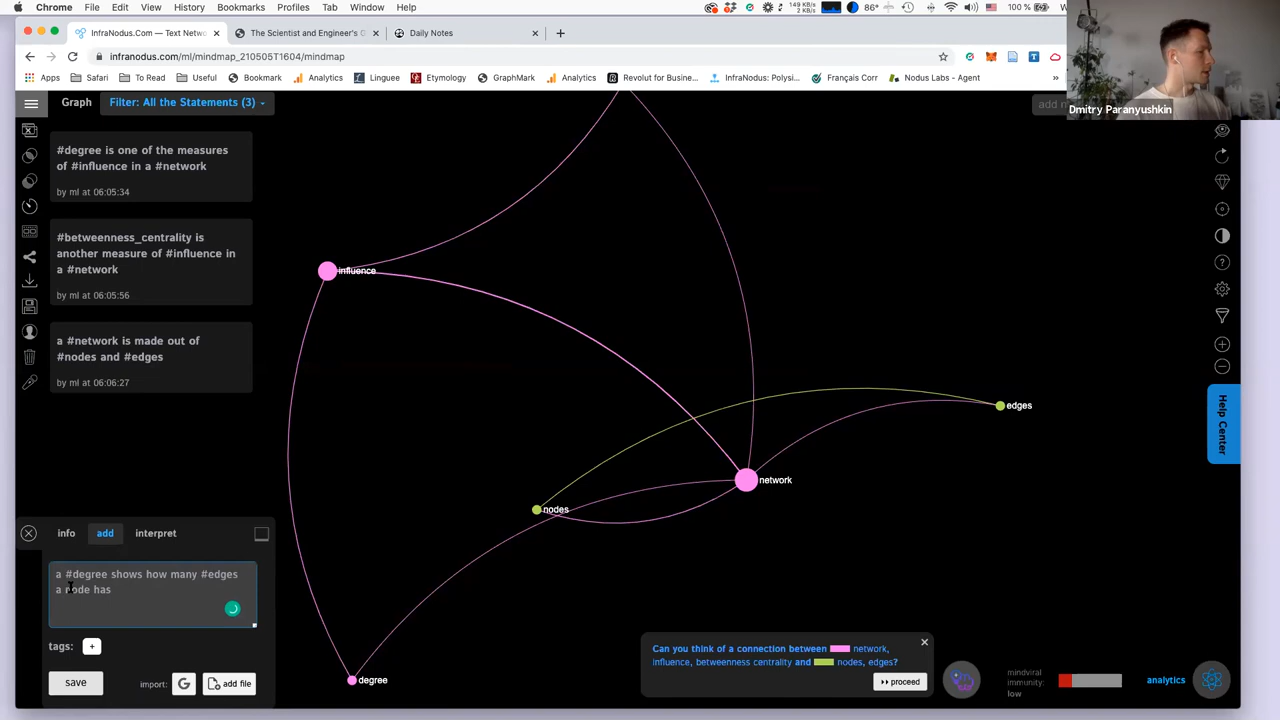 Chrome File Edit View History Bookmarks Profiles Tab Window Help 149 KB 2 KB/s 86° 100 %
InfraNodus.Com — Text Netwo × The Scientist and Engineer's G × Daily Notes × +
infranodus.com/ml/mindmap_210505T1604/mindmap
Apps Safari To Read Useful Bookmark Analytics Linguee Etymology GraphMark Analytics Revolut for Busine... InfraNodus: Polysi... Français Corr Nodus Labs - Agent »
Graph Filter: All the Statements (3)
Dmitry Paranyushkin
#degree is one of the measures
of #influence in a #network
by ml at 06:05:34
#betweenness_centrality is
another measure of #influence in
a #network
by ml at 06:05:56
a #network is made out of
#nodes and #edges
by ml at 06:06:27
influence
edges
network
nodes
degree
Help Center
info add interpret
a #degree shows how many #edges
a node has
tags: +
save import: G add file
Can you think of a connection between network,
influence, betweenness centrality and nodes, edges?
proceed
mindviral
immunity:
low
analytics